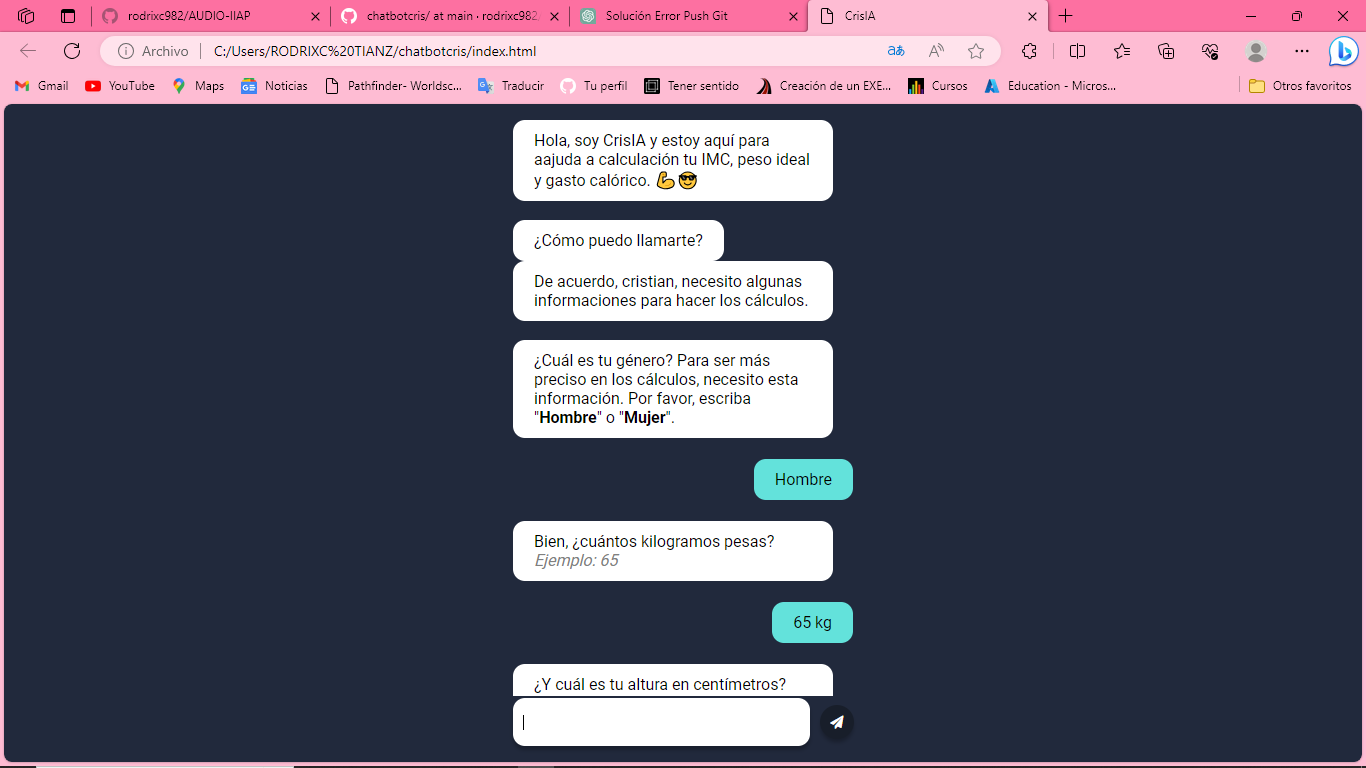 rodrixc982/AUDIO-IIAP
chatbotcris/ at main · rodrixc982/
Solución Error Push Git
CrisIA
Archivo
C:/Users/RODRIXC%20TIANZ/chatbotcris/index.html
Gmail
YouTube
Maps
Noticias
Pathfinder- Worldsc...
Traducir
Tu perfil
Tener sentido
Creación de un EXE...
Cursos
Education - Micros...
Otros favoritos
Hola, soy CrisIA y estoy aquí para
aajuda a calculación tu IMC, peso ideal
y gasto calórico. 💪😎
¿Cómo puedo llamarte?
De acuerdo, cristian, necesito algunas
informaciones para hacer los cálculos.
¿Cuál es tu género? Para ser más
preciso en los cálculos, necesito esta
información. Por favor, escriba
"Hombre" o "Mujer".
Hombre
Bien, ¿cuántos kilogramos pesas?
Ejemplo: 65
65 kg
¿Y cuál es tu altura en centímetros?